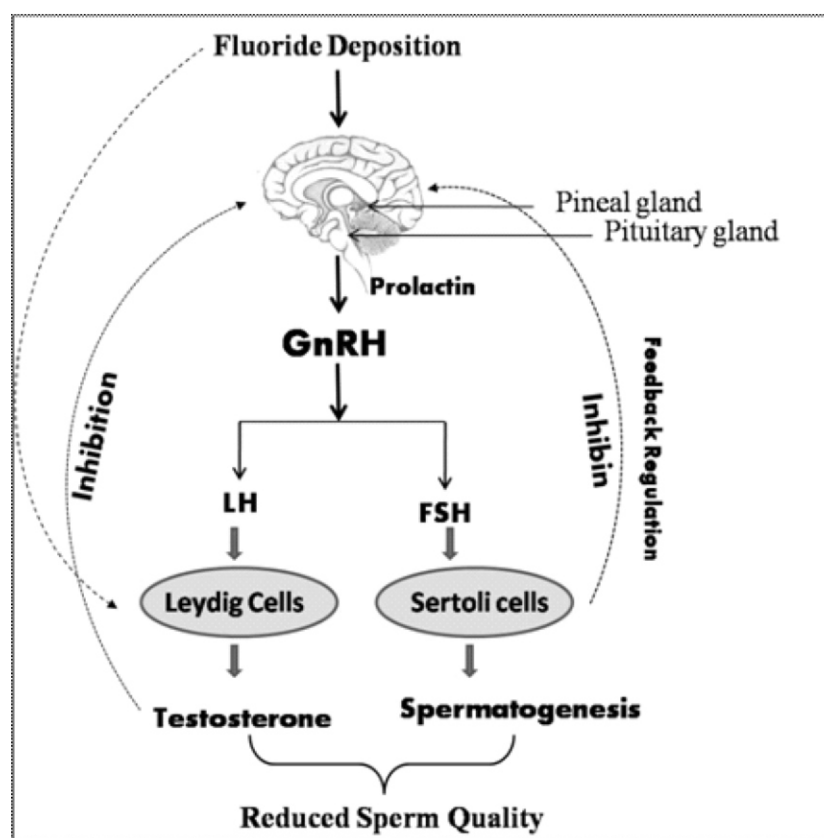 Fluoride Deposition
Pineal gland
Pituitary gland
Prolactin
GnRH
Inhibition
Inhibin
Feedback Regulation
LH
FSH
Leydig Cells
Sertoli cells
Testosterone
Spermatogenesis
Reduced Sperm Quality